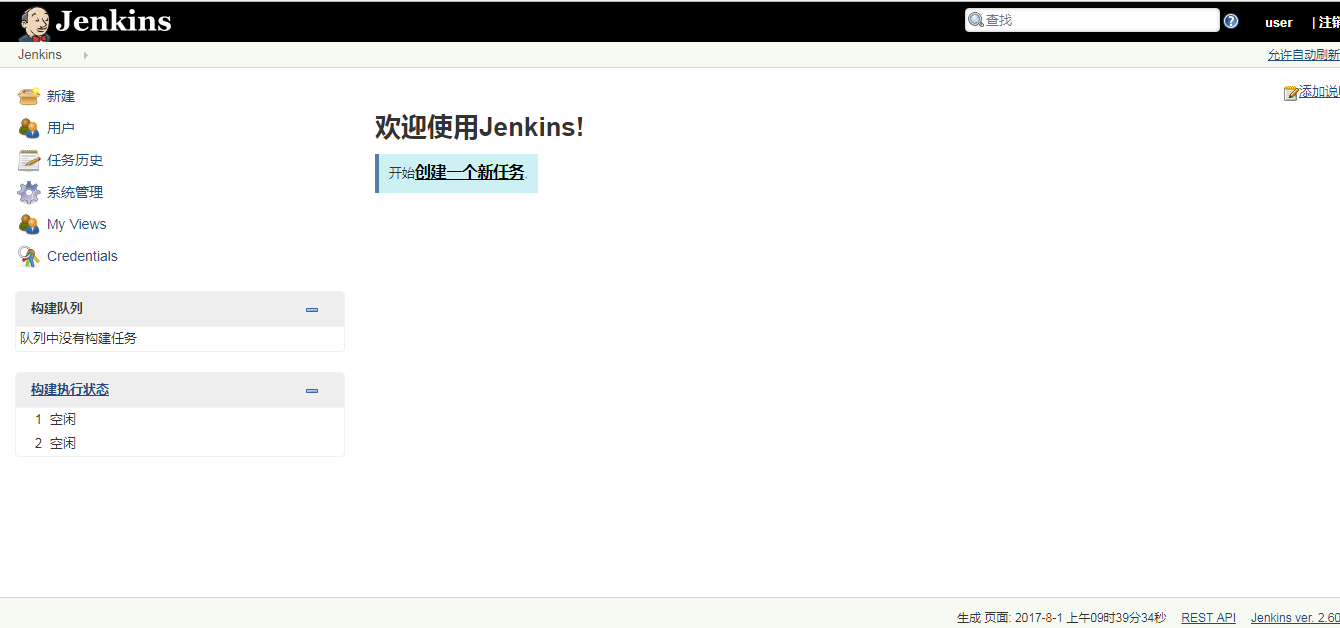 Jenkins
查找
user
| 注销
Jenkins
允许自动刷新
新建
用户
任务历史
系统管理
My Views
Credentials
添加说
欢迎使用Jenkins!
开始创建一个新任务.
构建队列
队列中没有构建任务
构建执行状态
1 空闲
2 空闲
生成 页面: 2017-8-1 上午09时39分34秒 REST API Jenkins ver. 2.60